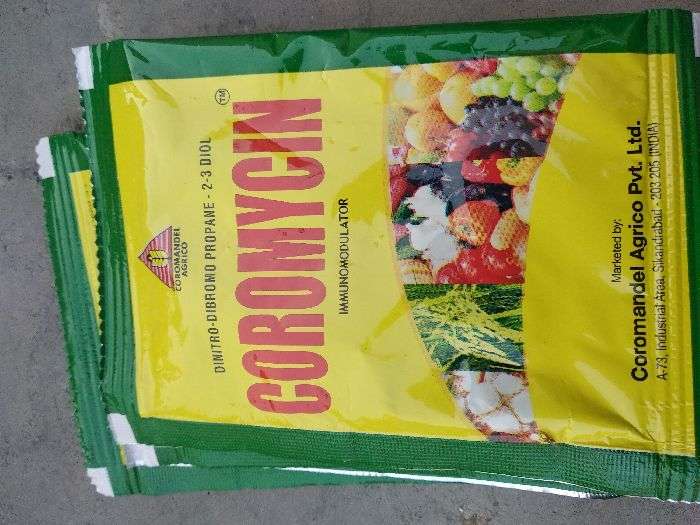 COROMANDEL
AGRICO
DINITRO-DIBROMO PROPANE - 2-3 DIOL
COROMYCIN TM
IMMUNOMODULATOR
Marketed by:
Coromandel Agrico Pvt. Ltd.
A-73, Industrial Area, Sikandrabad - 203 205 (INDIA)